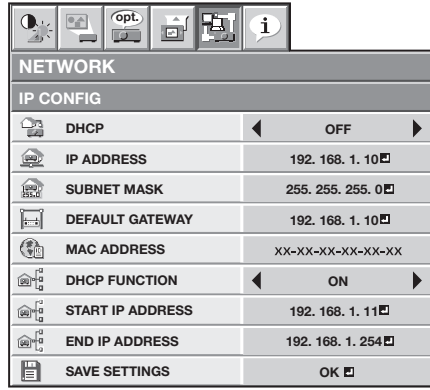 opt.
i
NETWORK
IP CONFIG
DHCP OFF
IP ADDRESS 192. 168. 1. 10
255.0
SUBNET MASK 255. 255. 255. 0
DEFAULT GATEWAY 192. 168. 1. 10
MAC ADDRESS XX-XX-XX-XX-XX-XX
DHCP FUNCTION ON
START IP ADDRESS 192. 168. 1. 11
END IP ADDRESS 192. 168. 1. 254
SAVE SETTINGS OK